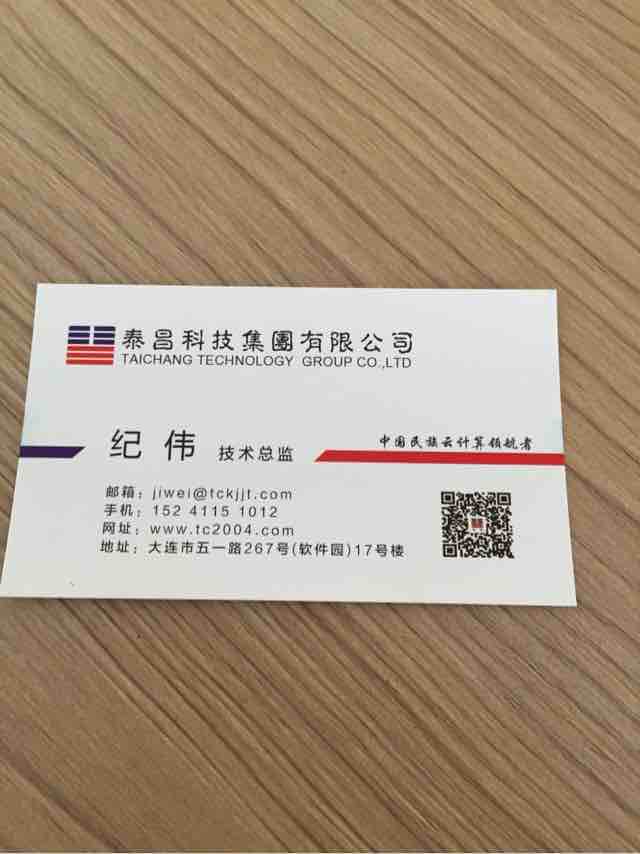 泰昌科技集團有限公司
TAICHANG TECHNOLOGY GROUP CO.,LTD
纪 伟 技术总监
中国民族云计算领航者
邮箱：jiwei@tckjjt.com
手机：152 4115 1012
网址：www.tc2004.com
地址：大连市五一路267号(软件园)17号楼